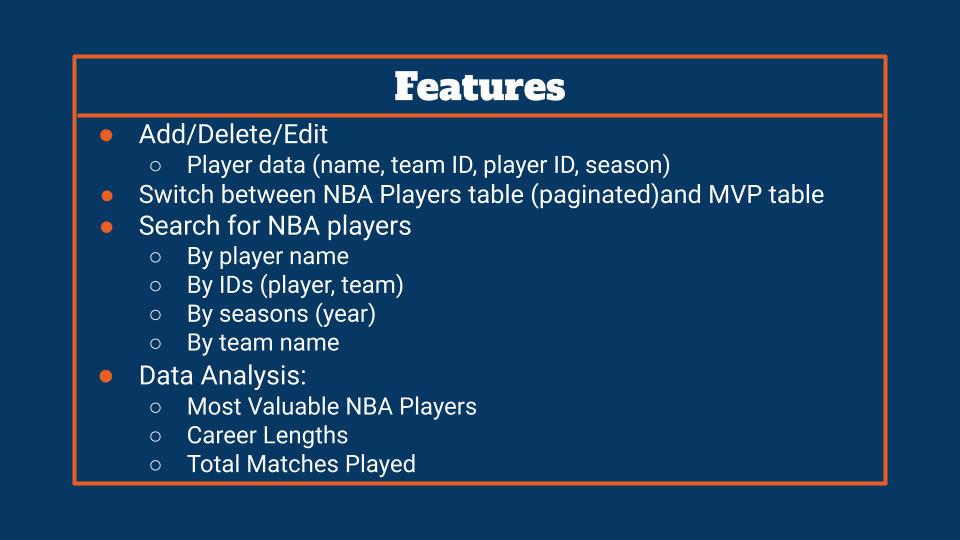 Features
● Add/Delete/Edit
○ Player data (name, team ID, player ID, season)
● Switch between NBA Players table (paginated)and MVP table
● Search for NBA players
○ By player name
○ By IDs (player, team)
○ By seasons (year)
○ By team name
● Data Analysis:
○ Most Valuable NBA Players
○ Career Lengths
○ Total Matches Played